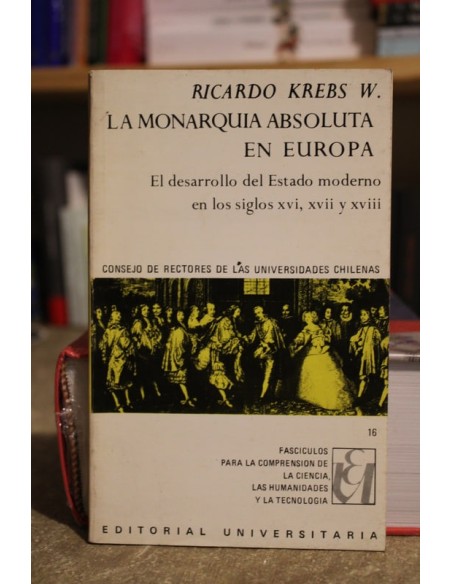 RICARDO KREBS W.
LA MONARQUIA ABSOLUTA
EN EUROPA
El desarrollo del Estado moderno
en los siglos xvi, xvii y xviii
CONSEJO DE RECTORES DE LAS UNIVERSIDADES CHILENAS
16
FASCICULOS
PARA LA COMPRENSION DE
LA CIENCIA,
LAS HUMANIDADES
Y LA TECNOLOGIA
EDITORIAL UNIVERSITARIA